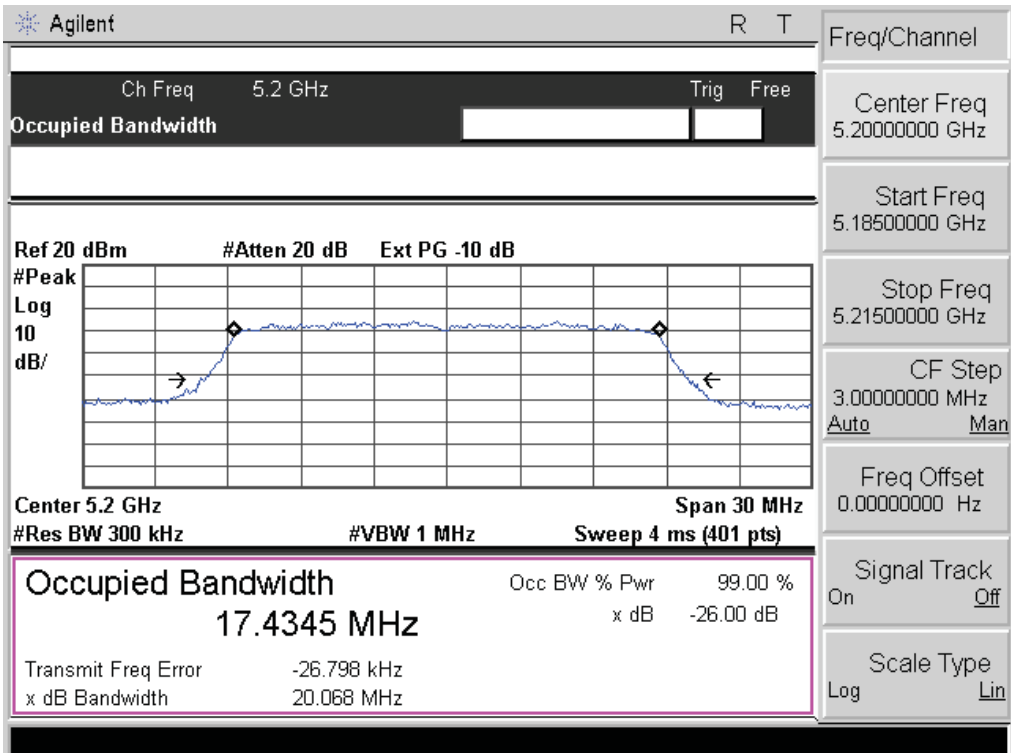 Agilent R T
Ch Freq 5.2 GHz Trig Free
Occupied Bandwidth
Ref 20 dBm #Atten 20 dB Ext PG -10 dB
#Peak
Log
10
dB/
Center 5.2 GHz Span 30 MHz
#Res BW 300 kHz #VBW 1 MHz Sweep 4 ms (401 pts)
Occupied Bandwidth Occ BW % Pwr 99.00 %
17.4345 MHz x dB -26.00 dB
Transmit Freq Error -26.798 kHz
x dB Bandwidth 20.068 MHz
Freq/Channel
Center Freq
5.20000000 GHz
Start Freq
5.18500000 GHz
Stop Freq
5.21500000 GHz
CF Step
3.00000000 MHz
Auto Man
Freq Offset
0.00000000 Hz
Signal Track
On Off
Scale Type
Log Lin